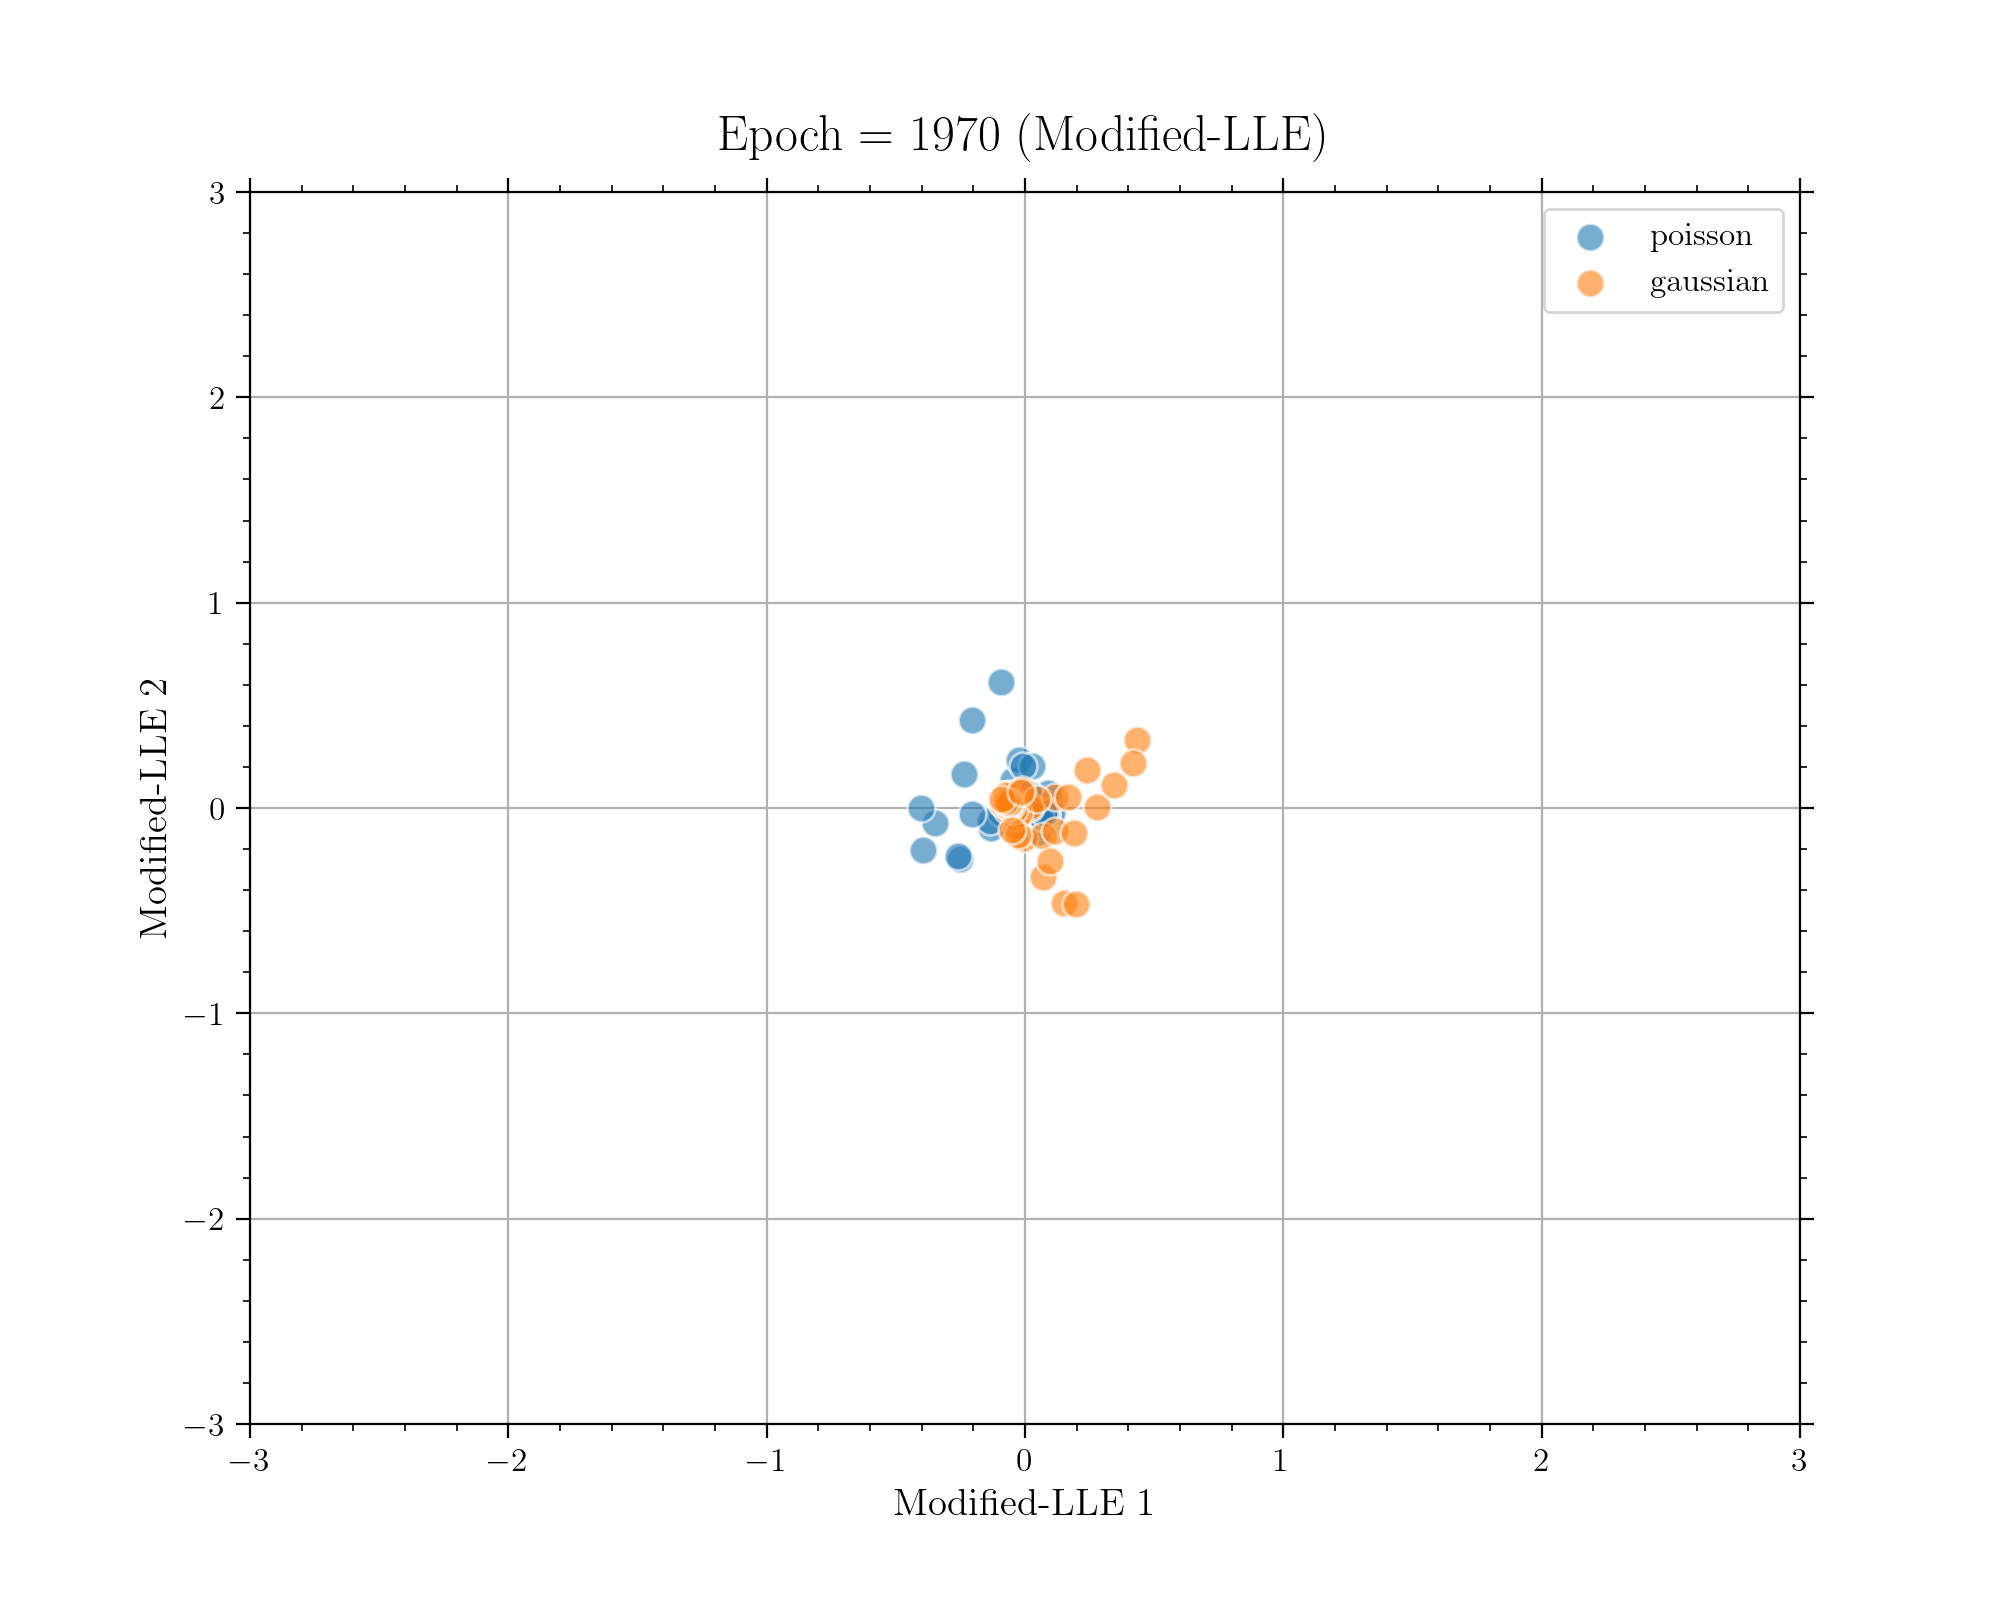 Epoch = 1970 (Modified-LLE)
poisson
gaussian
3
2
1
0
−1
−2
−3
Modified-LLE 2
−3 −2 −1 0 1 2 3
Modified-LLE 1